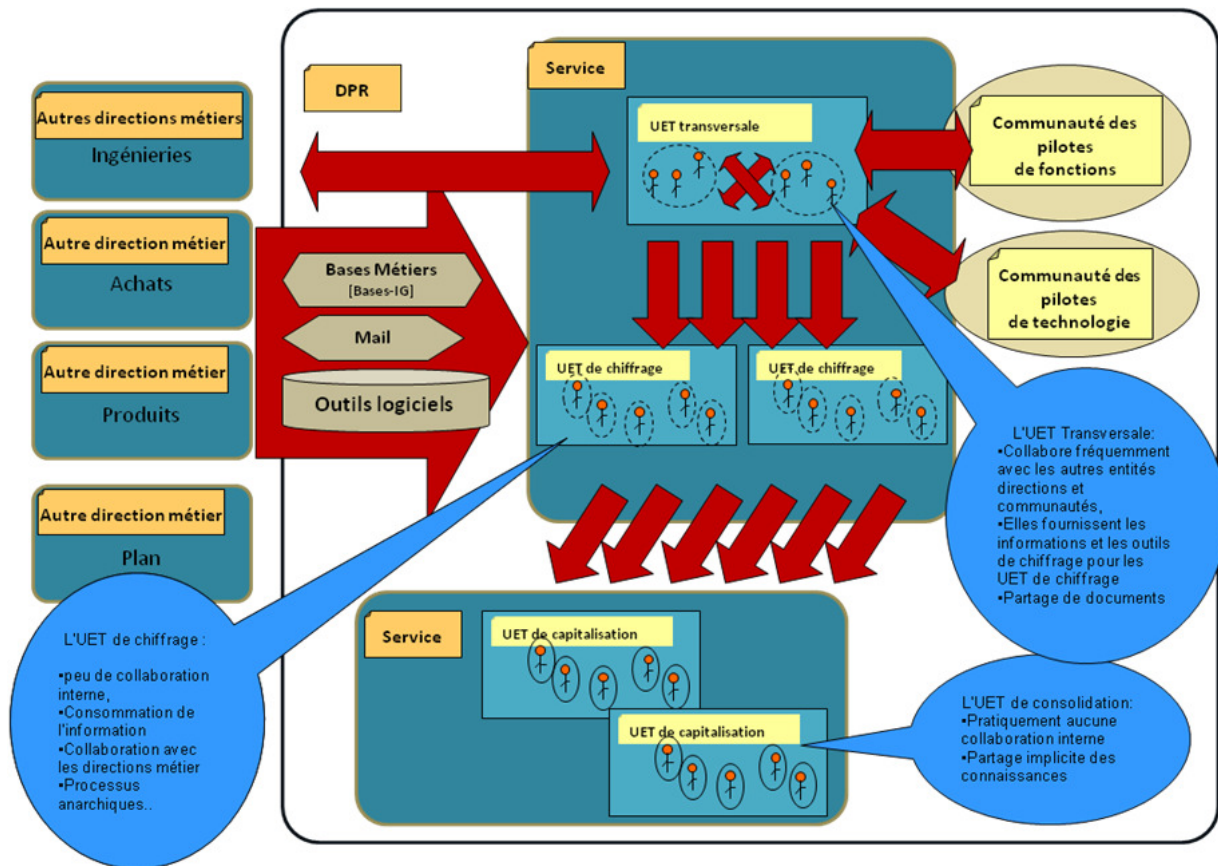 Autres directions métiers
Ingénieries
Autre direction métier
Achats
Autre direction métier
Produits
Autre direction métier
Plan
DPR
Bases Métiers
[Bases-IG]
Mail
Outils logiciels
Service
UET transversale
UET de chiffrage
UET de chiffrage
Communauté des
pilotes
de fonctions
Communauté des
pilotes
de technologie
L'UET Transversale:
▪Collabore fréquemment
avec les autres entités
directions et
communautés,
▪Elles fournissent les
informations et les outils
de chiffrage pour les
UET de chiffrage
▪Partage de documents
L'UET de chiffrage :
▪peu de collaboration
interne,
▪Consommation de
l'information
▪Collaboration avec
les directions métier
▪Processus
anarchiques..
Service
UET de capitalisation
UET de capitalisation
L'UET de consolidation:
▪Pratiquement aucune
collaboration interne
▪Partage implicite des
connaissances